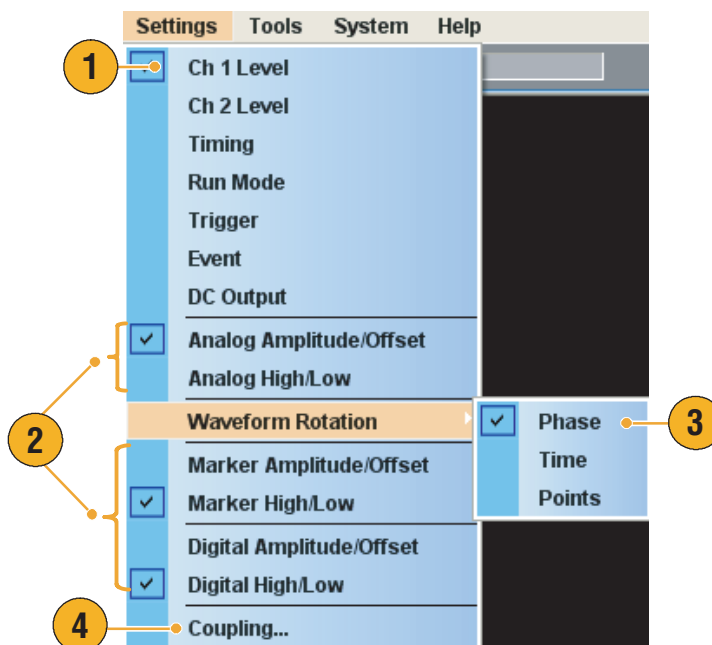 Settings Tools System Help
1
Ch 1 Level
Ch 2 Level
Timing
Run Mode
Trigger
Event
DC Output
Analog Amplitude/Offset
Analog High/Low
2
Waveform Rotation
Phase
3
Time
Points
Marker Amplitude/Offset
Marker High/Low
Digital Amplitude/Offset
Digital High/Low
4
Coupling...